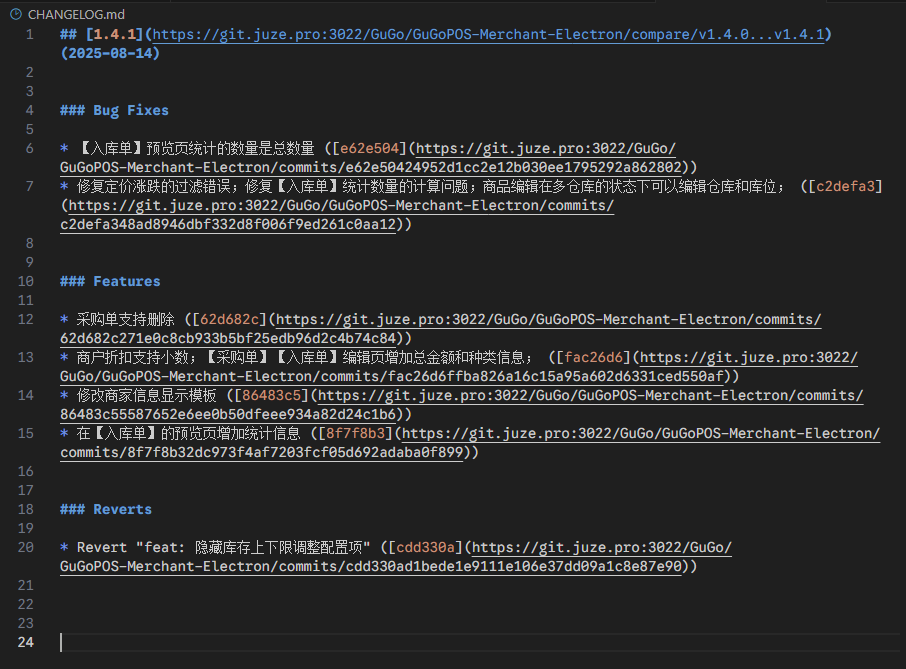 CHANGELOG.md
1 ## [1.4.1](https://git.juze.pro:3022/GuGo/GuGoPOS-Merchant-Electron/compare/v1.4.0...v1.4.1)
(2025-08-14)
2
3
4 ### Bug Fixes
5
6 * 【入库单】预览页统计的数量是总数量 ([e62e504](https://git.juze.pro:3022/GuGo/
GuGoPOS-Merchant-Electron/commits/e62e50424952d1cc2e12b030ee1795292a862802))
7 * 修复定价涨跌的过滤错误；修复【入库单】统计数量的计算问题；商品编辑在多仓库的状态下可以编辑仓库和库位； ([c2defa3]
(https://git.juze.pro:3022/GuGo/GuGoPOS-Merchant-Electron/commits/
c2defa348ad8946dbf332d8f006f9ed261c0aa12))
8
9
10 ### Features
11
12 * 采购单支持删除 ([62d682c](https://git.juze.pro:3022/GuGo/GuGoPOS-Merchant-Electron/commits/
62d682c271e0c8cb933b5bf25edb96d2c4b74c84))
13 * 商户折扣支持小数；【采购单】【入库单】编辑页增加总金额和种类信息； ([fac26d6](https://git.juze.pro:3022/
GuGo/GuGoPOS-Merchant-Electron/commits/fac26d6ffba826a16c15a95a602d6331ced550af))
14 * 修改商家信息显示模板 ([86483c5](https://git.juze.pro:3022/GuGo/GuGoPOS-Merchant-Electron/commits/
86483c55587652e6ee0b50dfeee934a82d24c1b6))
15 * 在【入库单】的预览页增加统计信息 ([8f7f8b3](https://git.juze.pro:3022/GuGo/GuGoPOS-Merchant-Electron/
commits/8f7f8b32dc973f4af7203fcf05d692adaba0f899))
16
17
18 ### Reverts
19
20 * Revert "feat: 隐藏库存上下限调整配置项" ([cdd330a](https://git.juze.pro:3022/GuGo/
GuGoPOS-Merchant-Electron/commits/cdd330ad1bede1e9111e106e37dd09a1c8e87e90))
21
22
23
24